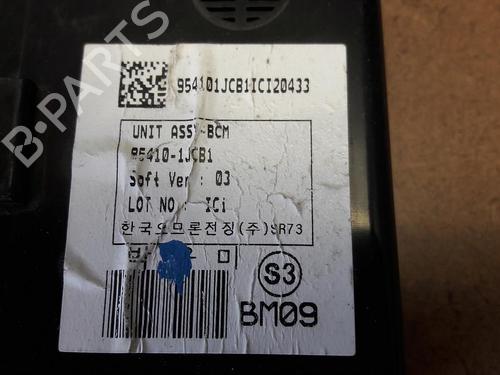 954101JCB1ICI20433
UNIT ASSY-BCM
95410-1JCB1
Soft Ver : 03
LOT NO : ICi
한국오므론전장(주)SR73
S3
BM09